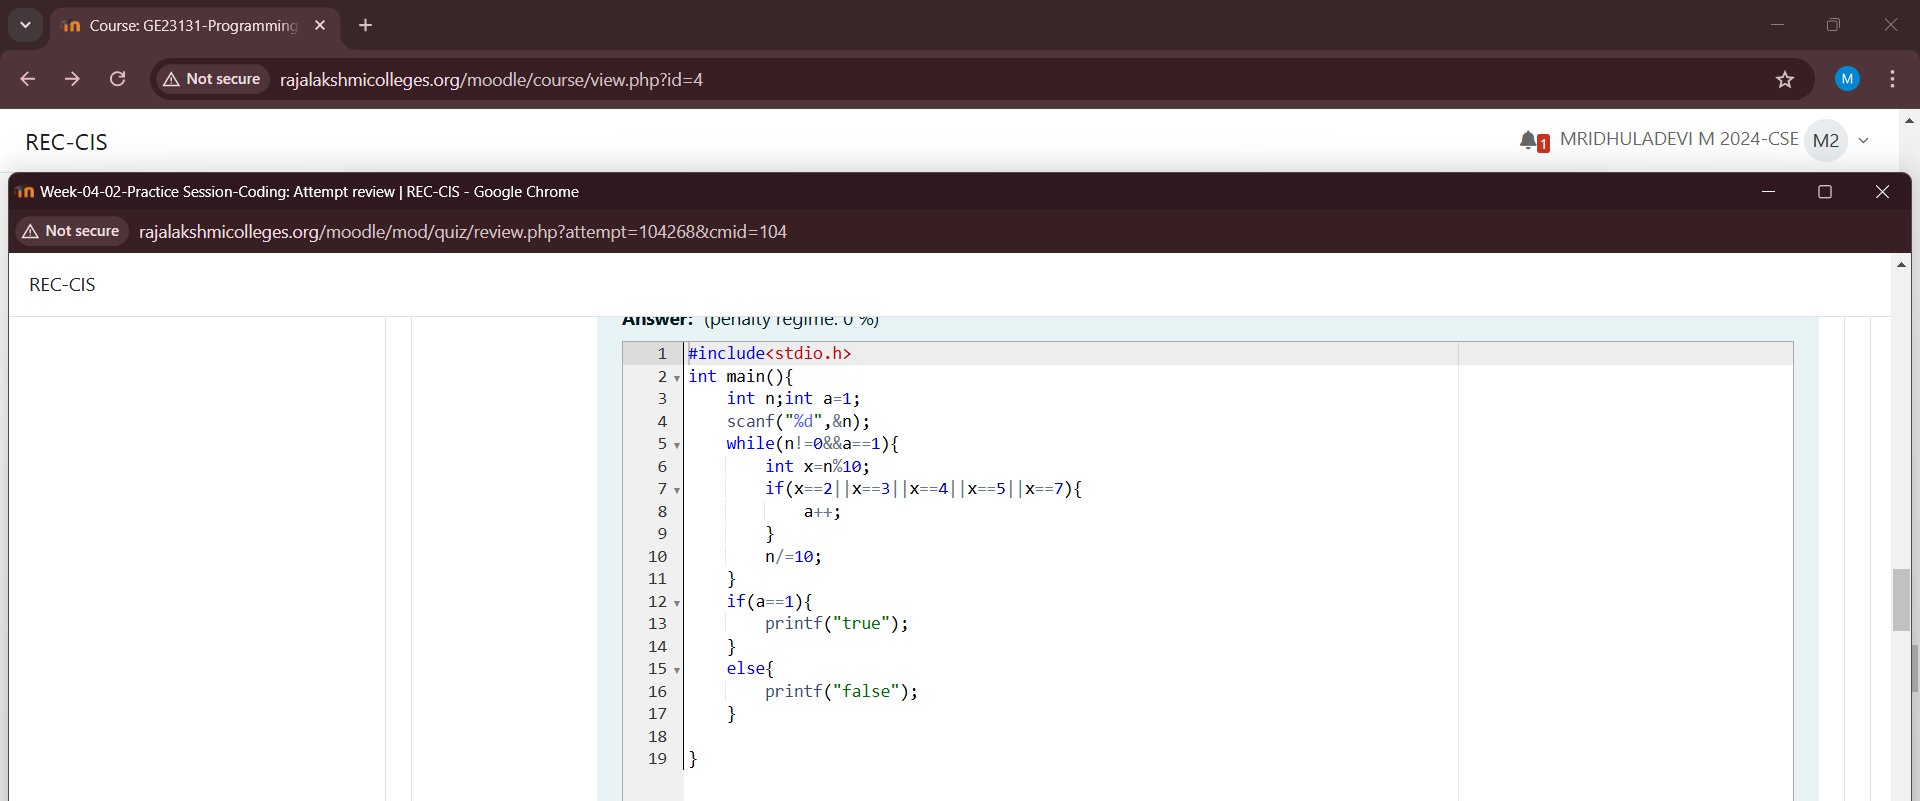 Course: GE23131-Programming
Not secure
rajalakshmicolleges.org/moodle/course/view.php?id=4
M
REC-CIS
1
MRIDHULADEVI M 2024-CSE
M2
Week-04-02-Practice Session-Coding: Attempt review | REC-CIS - Google Chrome
Not secure
rajalakshmicolleges.org/moodle/mod/quiz/review.php?attempt=104268&cmid=104
REC-CIS
Answer: (penalty regime: 0 %)
1 #include<stdio.h>
2 int main(){
3     int n;int a=1;
4     scanf("%d",&n);
5     while(n!=0&&a==1){
6         int x=n%10;
7         if(x==2||x==3||x==4||x==5||x==7){
8             a++;
9         }
10         n/=10;
11     }
12     if(a==1){
13         printf("true");
14     }
15     else{
16         printf("false");
17     }
18
19 }